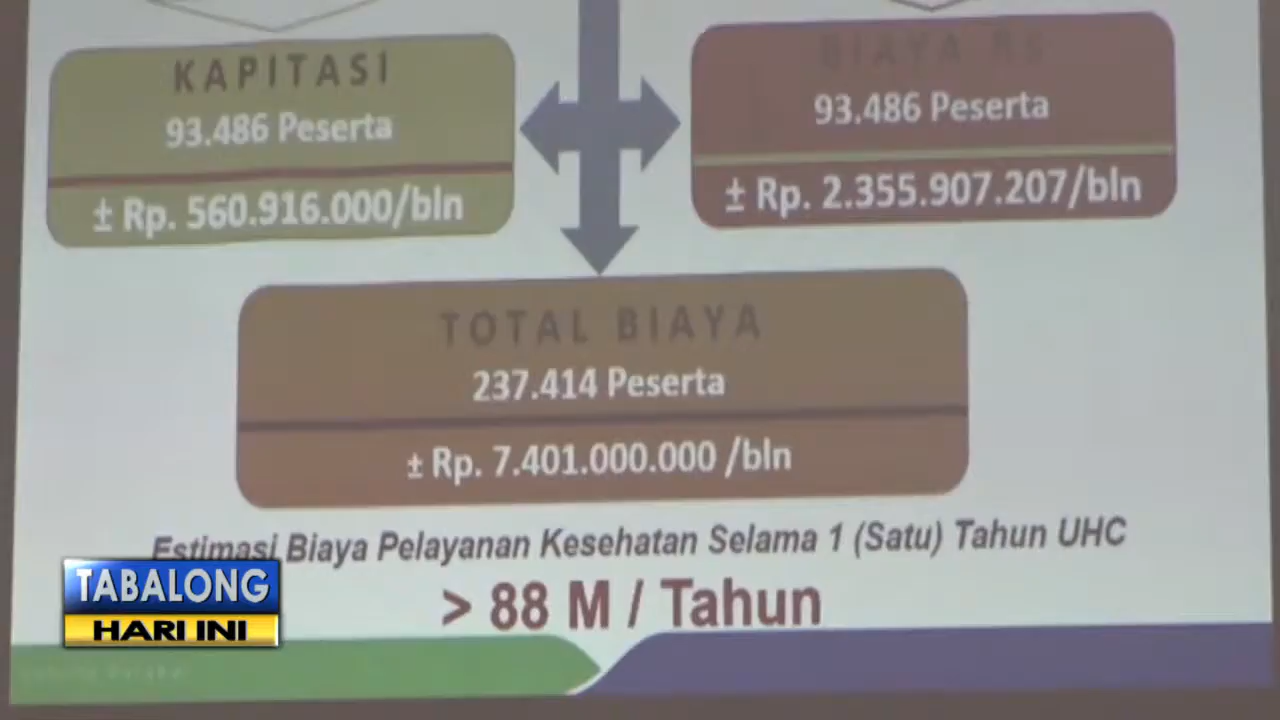 KAPITASI
93.486 Peserta
± Rp. 560.916.000/bln
BIAYA RS
93.486 Peserta
± Rp. 2.355.907.207/bln
TOTAL BIAYA
237.414 Peserta
± Rp. 7.401.000.000 /bln
Estimasi Biaya Pelayanan Kesehatan Selama 1 (Satu) Tahun UHC
> 88 M / Tahun
TABALONG
HARI INI